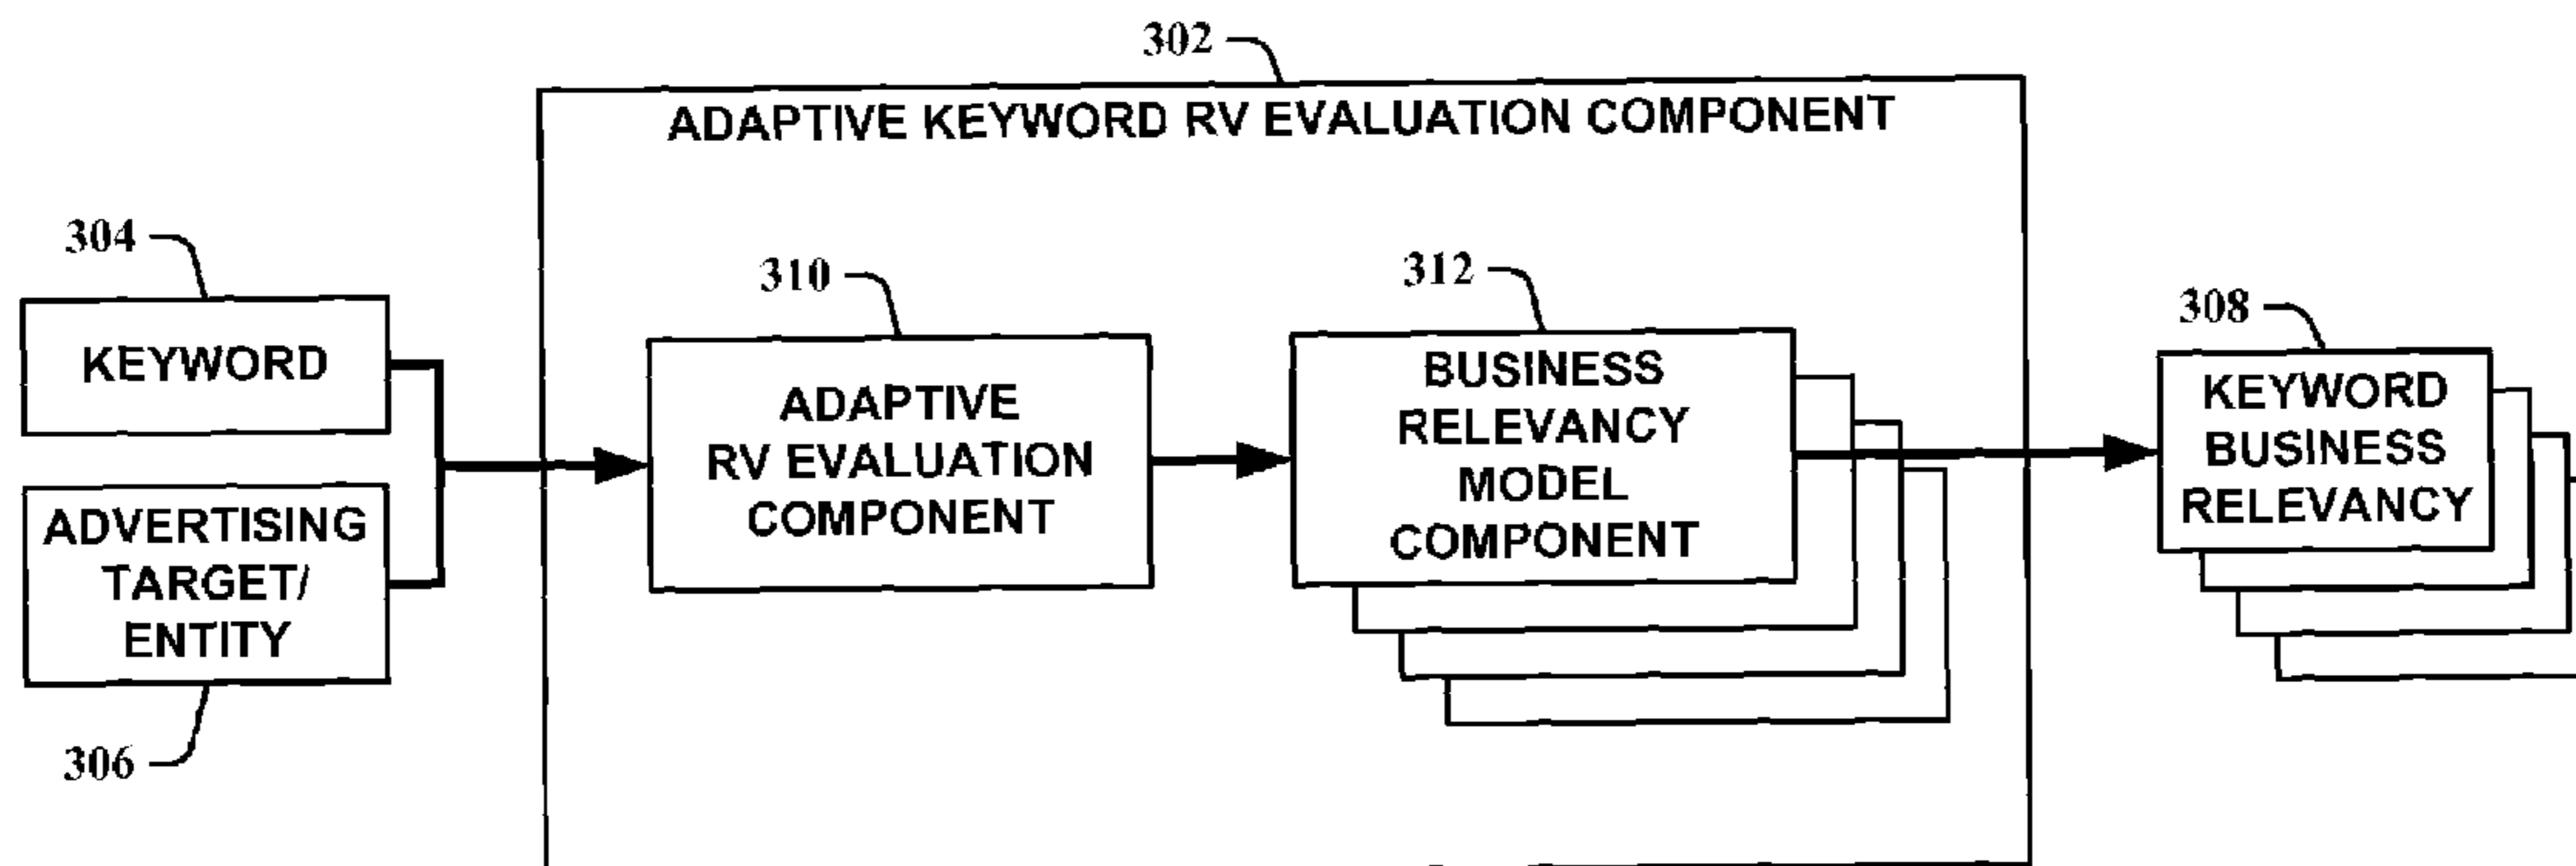 302
ADAPTIVE KEYWORD RV EVALUATION COMPONENT
304
KEYWORD
ADVERTISING
TARGET/
ENTITY
306
310
ADAPTIVE
RV EVALUATION
COMPONENT
312
BUSINESS
RELEVANCY
MODEL
COMPONENT
308
KEYWORD
BUSINESS
RELEVANCY